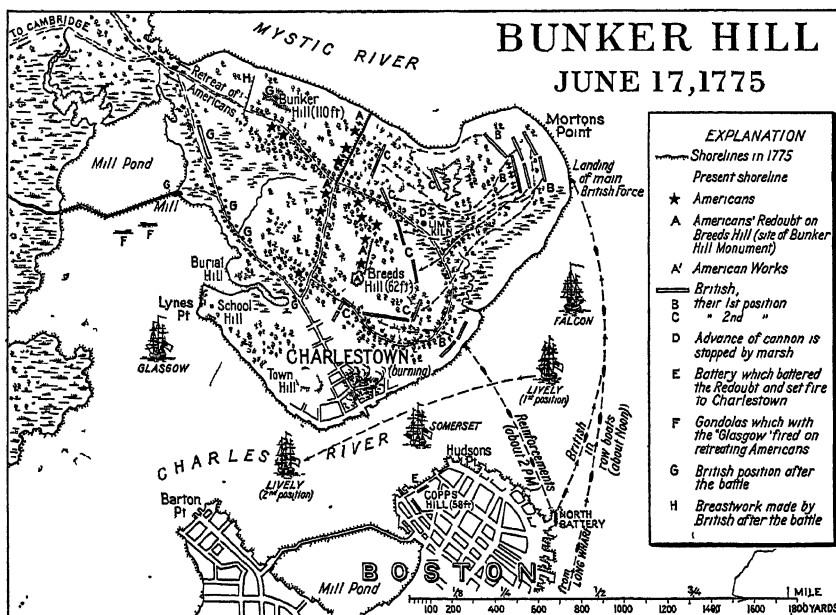 BUNKER HILL
JUNE 17, 1775
TO CAMBRIDGE
MYSTIC RIVER
Retreat of
Americans
H
G
Bunker
Hill (110ft)
A'
Mortons
Point
Landing
of main
British Force
Mill Pond
G
G
Mill
F F
G
G
B
B
B
B
C
C
C
D
Burial
Hill
Breeds
Hill (62ft)
A
Lynes
Pt
School
Hill
G
C
C
B
GLASGOW
CHARLESTOWN
(burning)
Town
Hill
FALCON
LIVELY
(1st position)
SOMERSET
CHARLES RIVER
LIVELY
(2nd position)
Reinforcements
(about 2 P.M.)
British
in
row boats
(about Noon)
from
Long Wharf
Hudsons
Pt
Barton
Pt
E
COPPS
HILL (58ft)
NORTH
BATTERY
Mill Pond
BOSTON
EXPLANATION
Shorelines in 1775
Present shoreline
Americans
A Americans' Redoubt on
Breeds Hill (site of Bunker
Hill Monument)
A' American Works
British,
B their 1st position
C " 2nd "
D Advance of cannon is
stopped by marsh
E Battery which battered
the Redoubt and set fire
to Charlestown
F Gondolas which with
the "Glasgow" fired on
retreating Americans
G British position after
the battle
H Breastwork made by
British after the battle
1/8 1/4 1/2 3/4 1 MILE
100 200 400 600 800 1000 1200 1400 1600 1800 YARDS